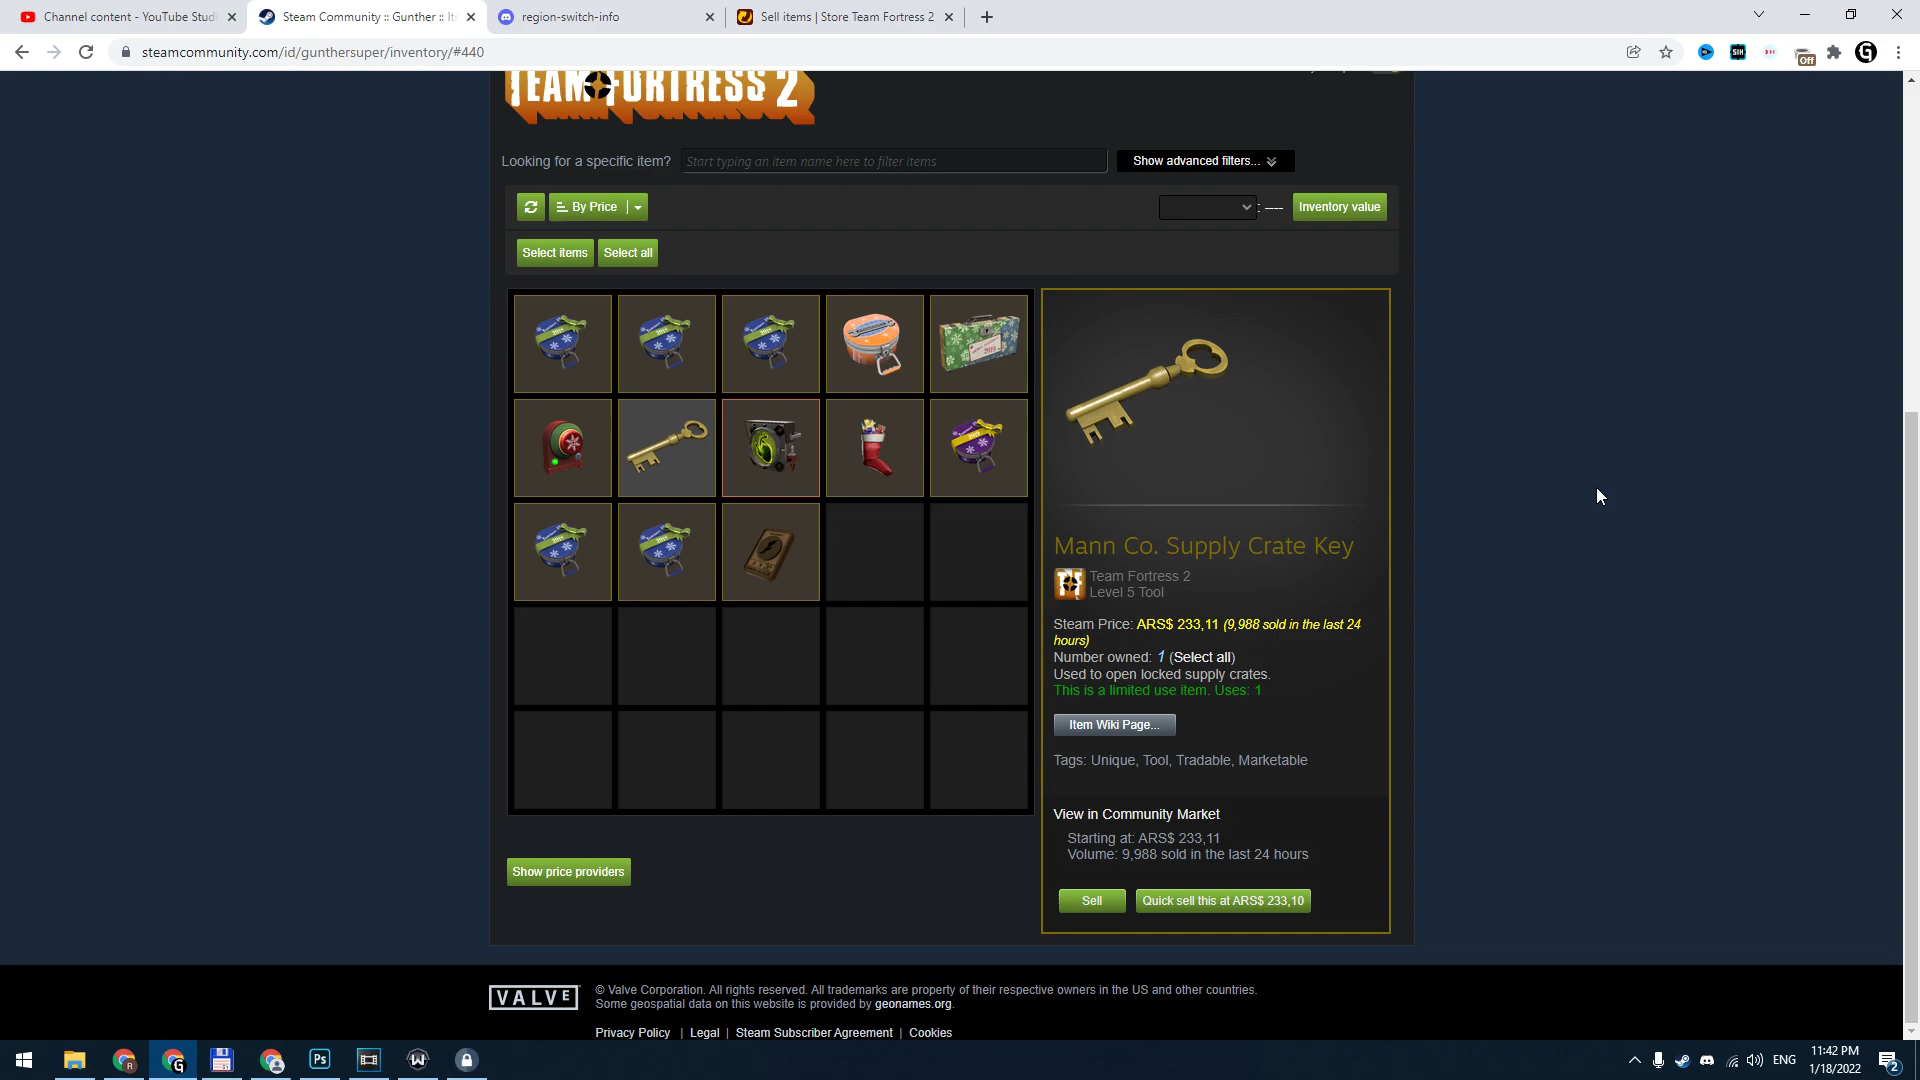 Channel content - YouTube Studi
Steam Community :: Gunther :: It
region-switch-info
Sell items | Store Team Fortress 2
steamcommunity.com/id/gunthersuper/inventory/#440
Off
TEAM FORTRESS 2
Looking for a specific item?
Start typing an item name here to filter items
Show advanced filters...
By Price
: ----
Inventory value
Select items
Select all
Mann Co. Supply Crate Key
Team Fortress 2
Level 5 Tool
Steam Price: ARS$ 233,11 (9,988 sold in the last 24
hours)
Number owned: 1 (Select all)
Used to open locked supply crates.
This is a limited use item. Uses: 1
Item Wiki Page...
Tags: Unique, Tool, Tradable, Marketable
View in Community Market
Starting at: ARS$ 233,11
Volume: 9,988 sold in the last 24 hours
Show price providers
Sell
Quick sell this at ARS$ 233,10
VALVE
© Valve Corporation. All rights reserved. All trademarks are property of their respective owners in the US and other countries.
Some geospatial data on this website is provided by geonames.org.
Privacy Policy | Legal | Steam Subscriber Agreement | Cookies
ENG
11:42 PM
1/18/2022
2